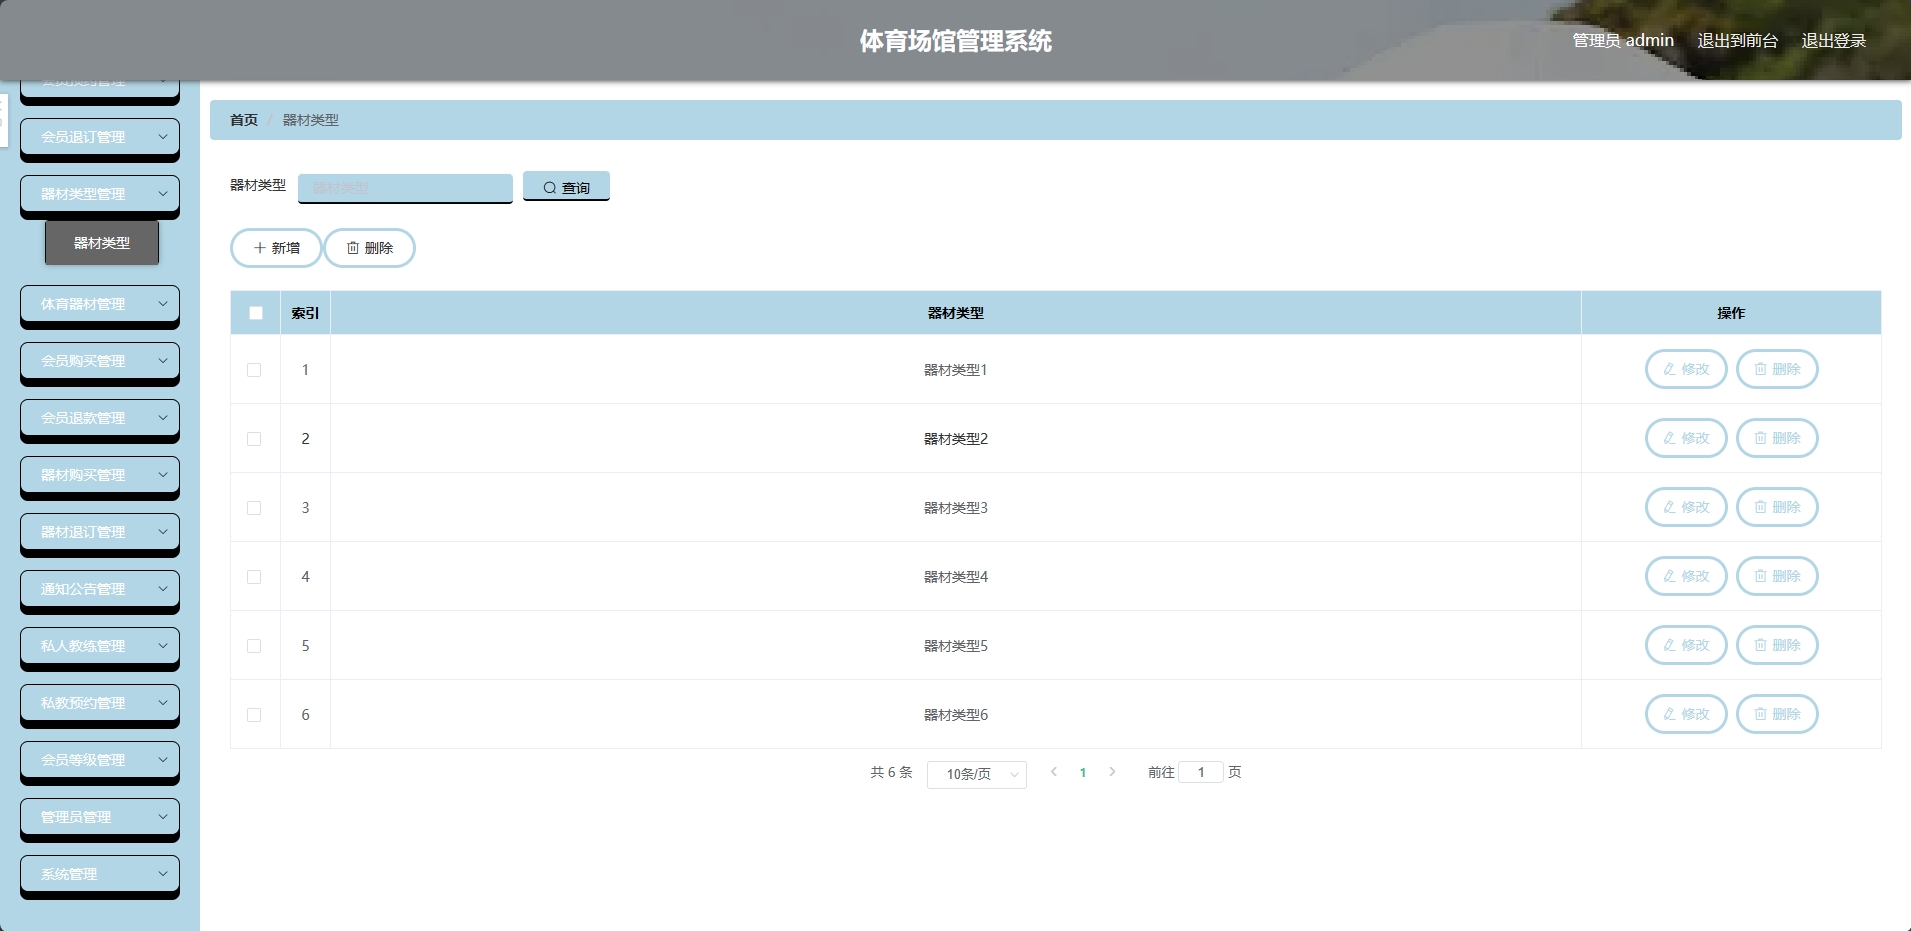 体育场馆管理系统
管理员 admin 退出到前台 退出登录
会员预约管理
会员退订管理
器材类型管理
器材类型
体育器材管理
会员购买管理
会员退款管理
器材购买管理
器材退订管理
通知公告管理
私人教练管理
私教预约管理
会员等级管理
管理员管理
系统管理
首页 / 器材类型
器材类型 器材类型 查询
新增 删除
索引 器材类型 操作
1 器材类型1 修改 删除
2 器材类型2 修改 删除
3 器材类型3 修改 删除
4 器材类型4 修改 删除
5 器材类型5 修改 删除
6 器材类型6 修改 删除
共 6 条 10条/页 1 前往 1 页